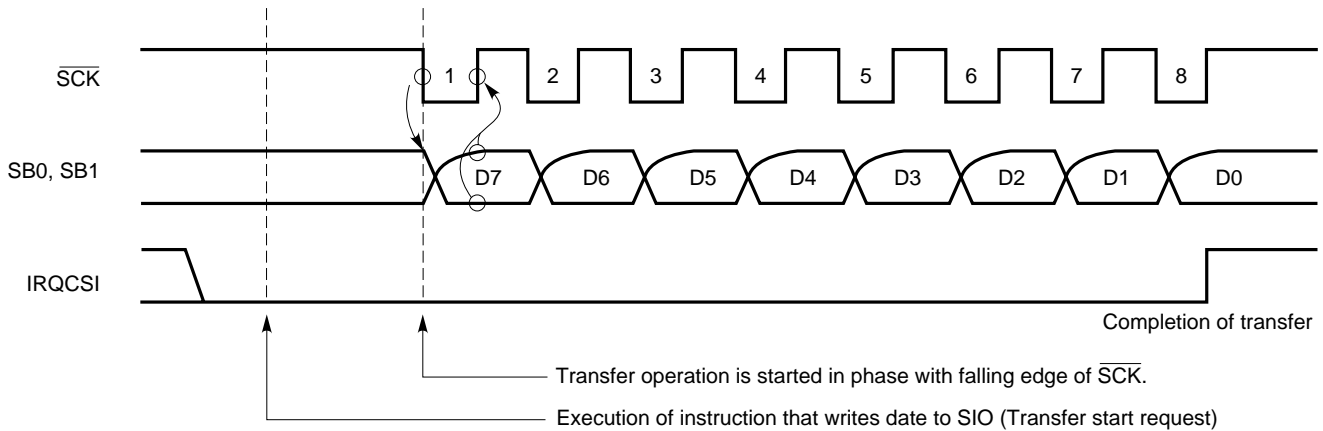 SCK 1 2 3 4 5 6 7 8
SB0, SB1 D7 D6 D5 D4 D3 D2 D1 D0
IRQCSI
Completion of transfer
Transfer operation is started in phase with falling edge of SCK.
Execution of instruction that writes date to SIO (Transfer start request)